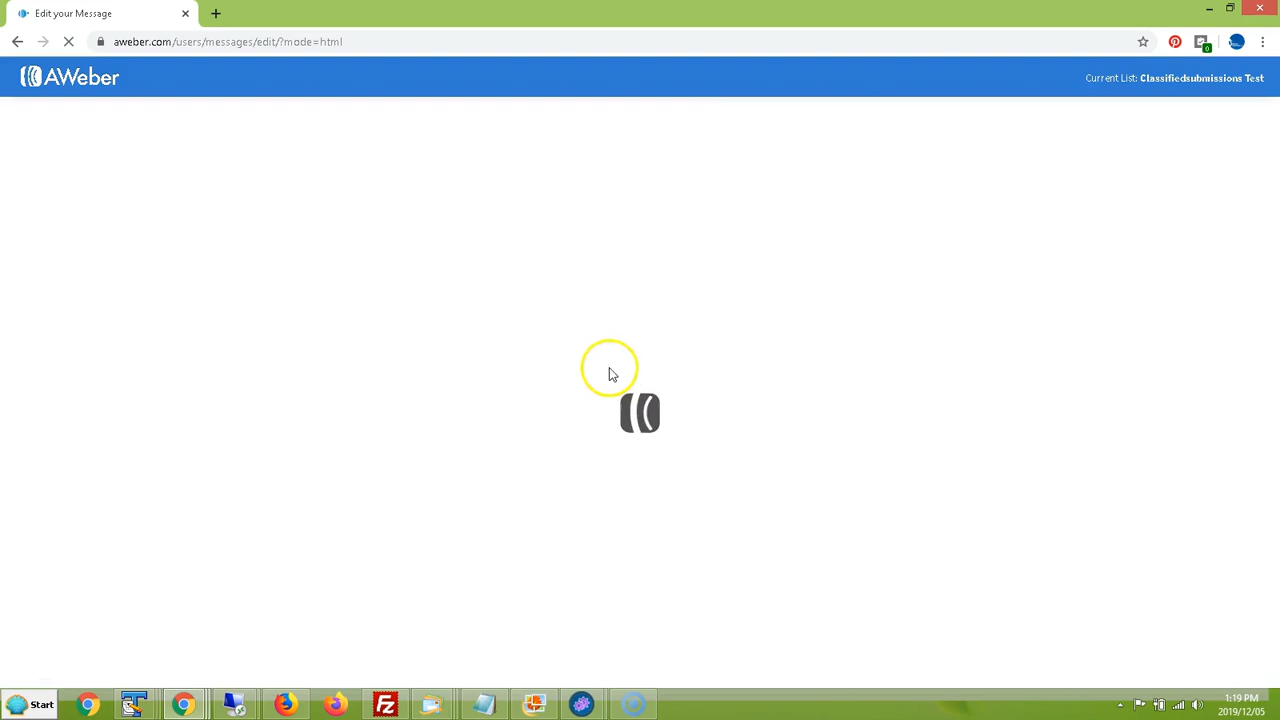 Edit your Message
aweber.com/users/messages/edit/?mode=html
0
AWeber
Current List: Classifiedsubmissions Test
Start
1:19 PM
2019/12/05